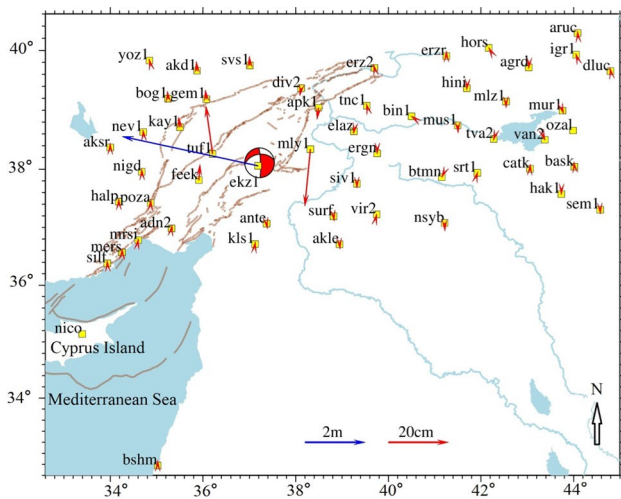 aruc
40°
yoz1
akd1
svs1
erz2
erzr
hors
agrd
igr1
dluc
bog1
gem1
div2
apk1
tnc1
hini
mlz1
mur1
nev1
kay1
elaz
bin1
mus1
tva2
van2
ozal
aksr
tuf1
mly1
ergn
38°
nigd
feek
ekz1
siv1
btmn
srt1
catk
bask
halp
poza
hak1
sem1
adn2
ante
surf
vir2
nsyb
mrsi
mers
silf
kls1
akle
36°
nico
N
Cyprus Island
34°
Mediterranean Sea
2m
20cm
bshm
34° 36° 38° 40° 42° 44°